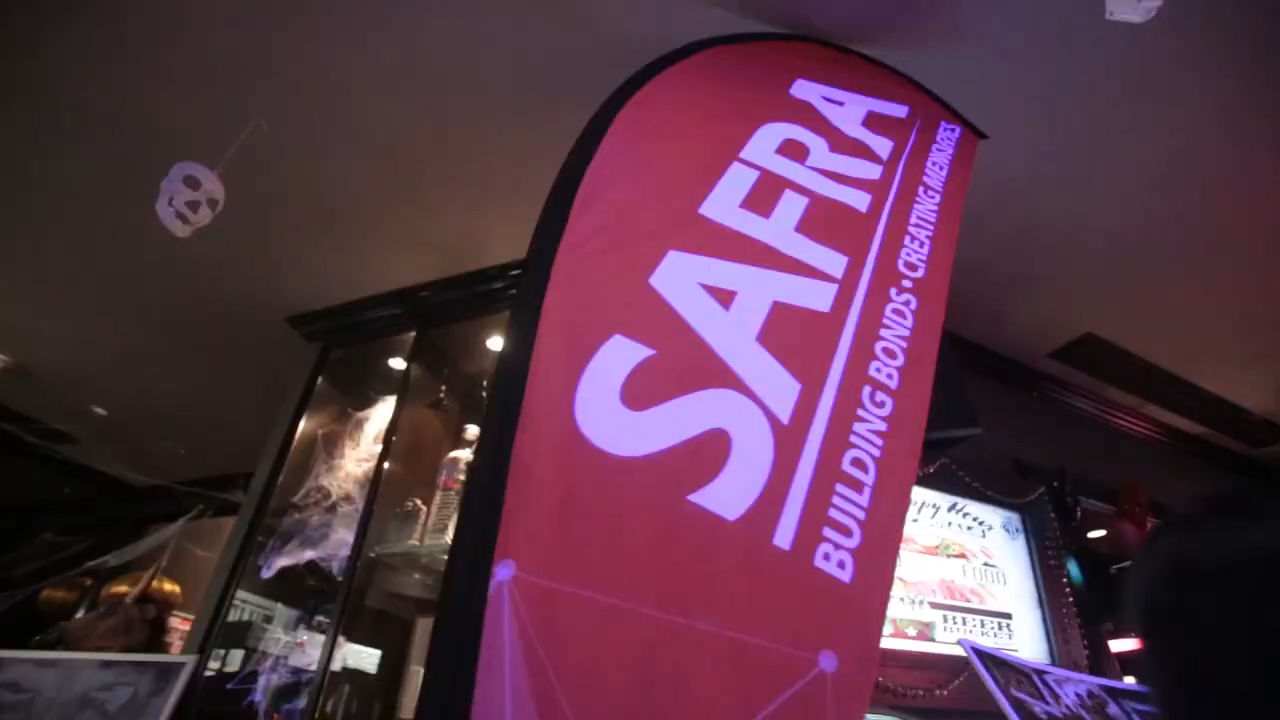 SAFRA
BUILDING BONDS • CREATING MEMORIES
FOOD
BEER
BUCKET